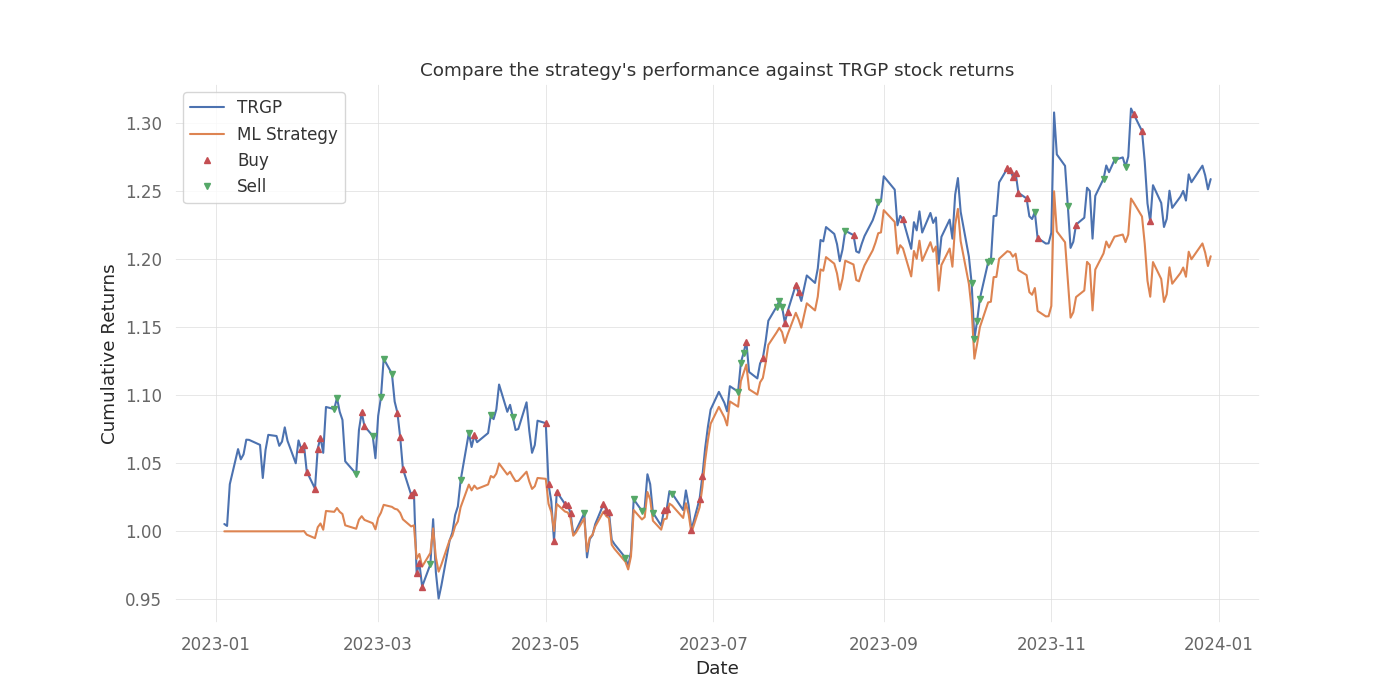 Compare the strategy's performance against TRGP stock returns
TRGP
ML Strategy
Buy
Sell
Cumulative Returns
1.30
1.25
1.20
1.15
1.10
1.05
1.00
0.95
2023-01
2023-03
2023-05
2023-07
2023-09
2023-11
2024-01
Date